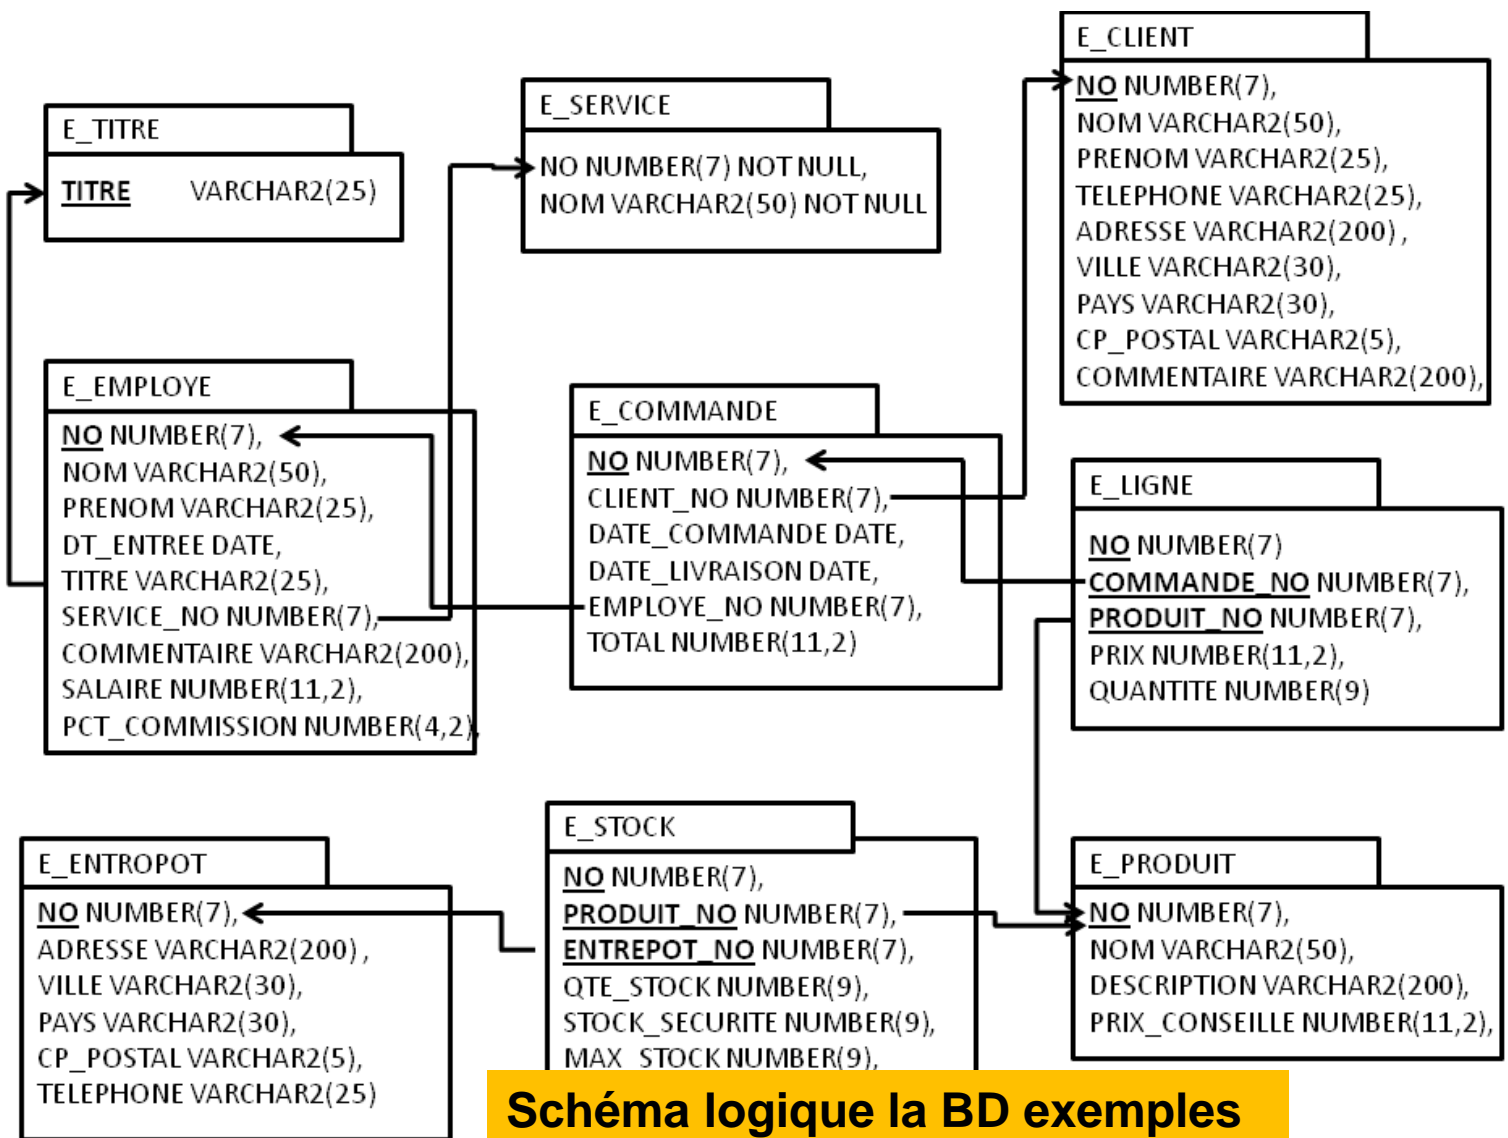 E_TITRE
TITRE VARCHAR2(25)
E_SERVICE
NO NUMBER(7) NOT NULL,
NOM VARCHAR2(50) NOT NULL
E_CLIENT
NO NUMBER(7),
NOM VARCHAR2(50),
PRENOM VARCHAR2(25),
TELEPHONE VARCHAR2(25),
ADRESSE VARCHAR2(200) ,
VILLE VARCHAR2(30),
PAYS VARCHAR2(30),
CP_POSTAL VARCHAR2(5),
COMMENTAIRE VARCHAR2(200),
E_EMPLOYE
NO NUMBER(7),
NOM VARCHAR2(50),
PRENOM VARCHAR2(25),
DT_ENTREE DATE,
TITRE VARCHAR2(25),
SERVICE_NO NUMBER(7),
COMMENTAIRE VARCHAR2(200),
SALAIRE NUMBER(11,2),
PCT_COMMISSION NUMBER(4,2),
E_COMMANDE
NO NUMBER(7),
CLIENT_NO NUMBER(7),
DATE_COMMANDE DATE,
DATE_LIVRAISON DATE,
EMPLOYE_NO NUMBER(7),
TOTAL NUMBER(11,2)
E_LIGNE
NO NUMBER(7)
COMMANDE_NO NUMBER(7),
PRODUIT_NO NUMBER(7),
PRIX NUMBER(11,2),
QUANTITE NUMBER(9)
E_ENTROPOT
NO NUMBER(7),
ADRESSE VARCHAR2(200) ,
VILLE VARCHAR2(30),
PAYS VARCHAR2(30),
CP_POSTAL VARCHAR2(5),
TELEPHONE VARCHAR2(25)
E_STOCK
NO NUMBER(7),
PRODUIT_NO NUMBER(7),
ENTREPOT_NO NUMBER(7),
QTE_STOCK NUMBER(9),
STOCK_SECURITE NUMBER(9),
MAX_STOCK NUMBER(9),
E_PRODUIT
NO NUMBER(7),
NOM VARCHAR2(50),
DESCRIPTION VARCHAR2(200),
PRIX_CONSEILLE NUMBER(11,2),
Schéma logique la BD exemples